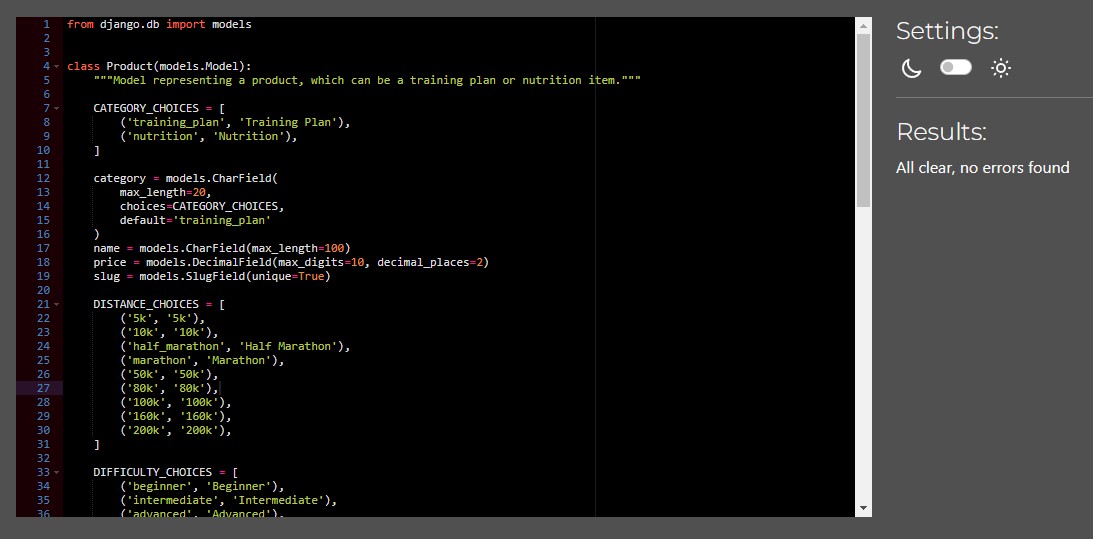 1 from django.db import models
2
3
4 class Product(models.Model):
5     """Model representing a product, which can be a training plan or nutrition item."""
6
7     CATEGORY_CHOICES = [
8         ('training_plan', 'Training Plan'),
9         ('nutrition', 'Nutrition'),
10     ]
11
12     category = models.CharField(
13         max_length=20,
14         choices=CATEGORY_CHOICES,
15         default='training_plan'
16     )
17     name = models.CharField(max_length=100)
18     price = models.DecimalField(max_digits=10, decimal_places=2)
19     slug = models.SlugField(unique=True)
20
21     DISTANCE_CHOICES = [
22         ('5k', '5k'),
23         ('10k', '10k'),
24         ('half_marathon', 'Half Marathon'),
25         ('marathon', 'Marathon'),
26         ('50k', '50k'),
27         ('80k', '80k'),
28         ('100k', '100k'),
29         ('160k', '160k'),
30         ('200k', '200k'),
31     ]
32
33     DIFFICULTY_CHOICES = [
34         ('beginner', 'Beginner'),
35         ('intermediate', 'Intermediate'),
36         ('advanced', 'Advanced'),
Settings:
Results:
All clear, no errors found